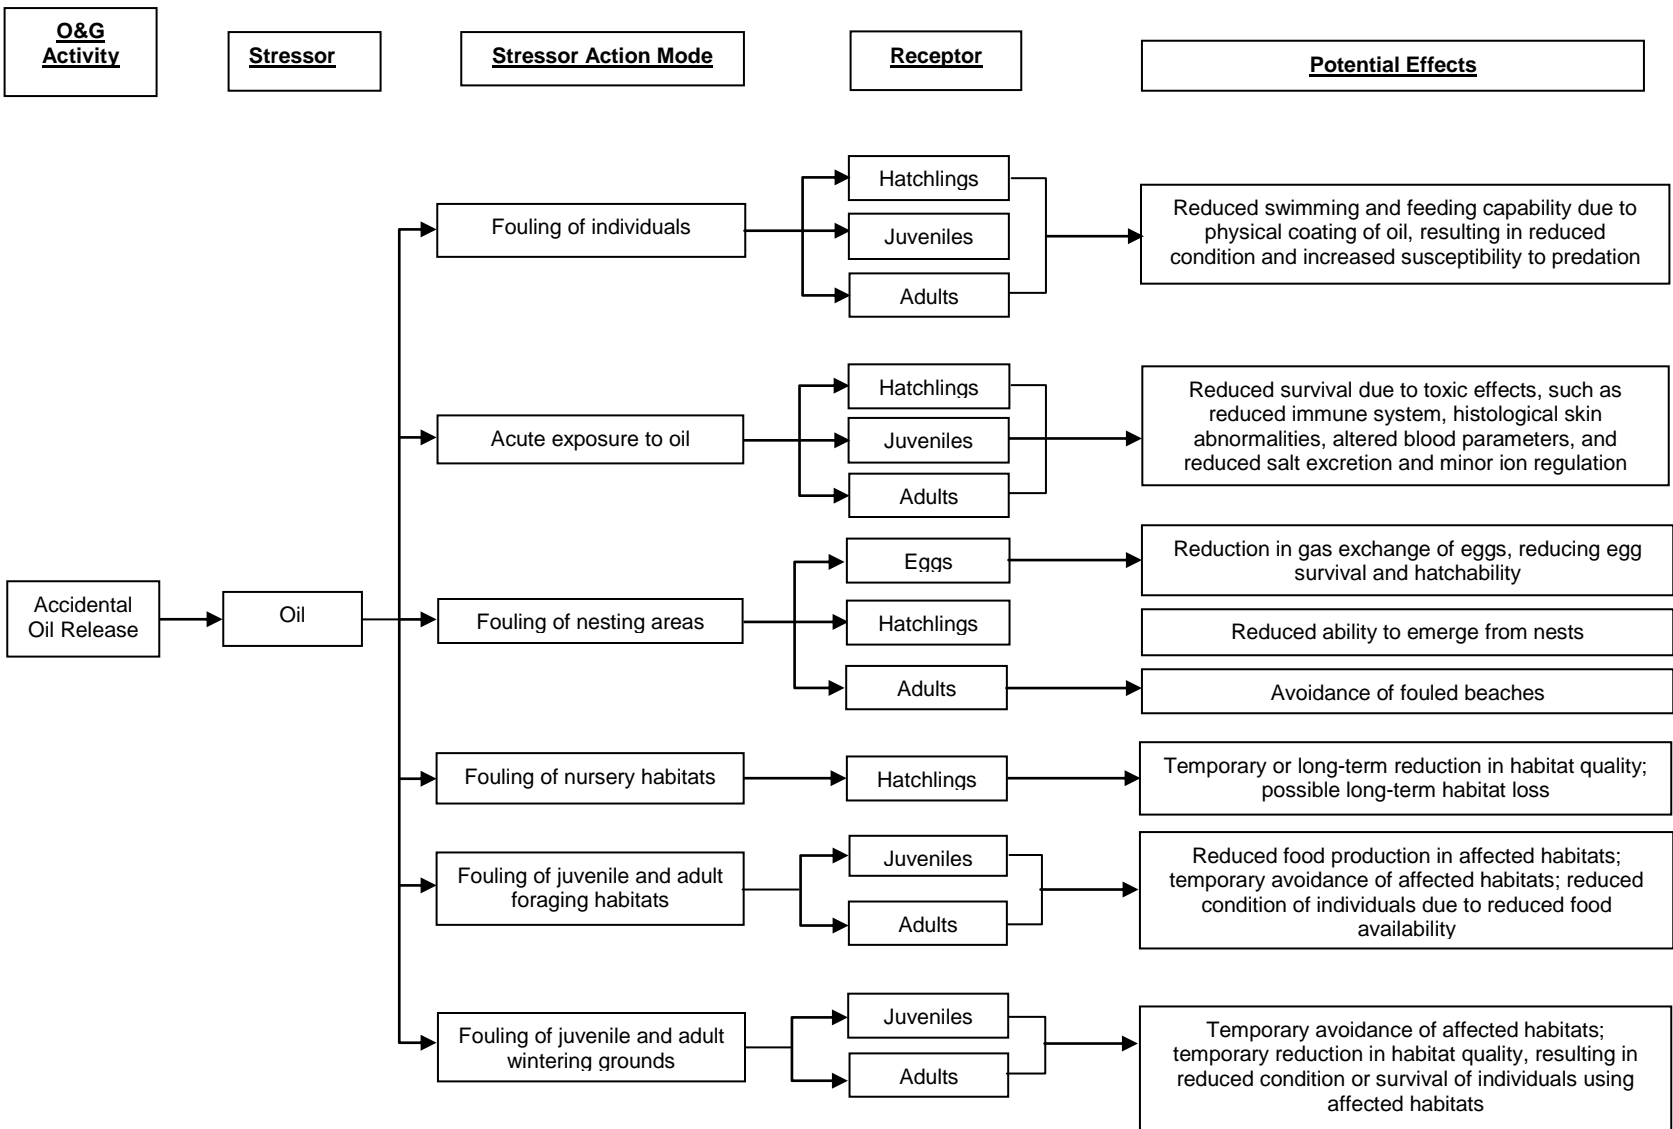 O&G
Activity
Stressor
Stressor Action Mode
Receptor
Potential Effects
Accidental
Oil Release
Oil
Fouling of individuals
Hatchlings
Juveniles
Adults
Reduced swimming and feeding capability due to
physical coating of oil, resulting in reduced
condition and increased susceptibility to predation
Acute exposure to oil
Hatchlings
Juveniles
Adults
Reduced survival due to toxic effects, such as
reduced immune system, histological skin
abnormalities, altered blood parameters, and
reduced salt excretion and minor ion regulation
Fouling of nesting areas
Eggs
Reduction in gas exchange of eggs, reducing egg
survival and hatchability
Hatchlings
Reduced ability to emerge from nests
Adults
Avoidance of fouled beaches
Fouling of nursery habitats
Hatchlings
Temporary or long-term reduction in habitat quality;
possible long-term habitat loss
Fouling of juvenile and adult
foraging habitats
Juveniles
Adults
Reduced food production in affected habitats;
temporary avoidance of affected habitats; reduced
condition of individuals due to reduced food
availability
Fouling of juvenile and adult
wintering grounds
Juveniles
Adults
Temporary avoidance of affected habitats;
temporary reduction in habitat quality, resulting in
reduced condition or survival of individuals using
affected habitats